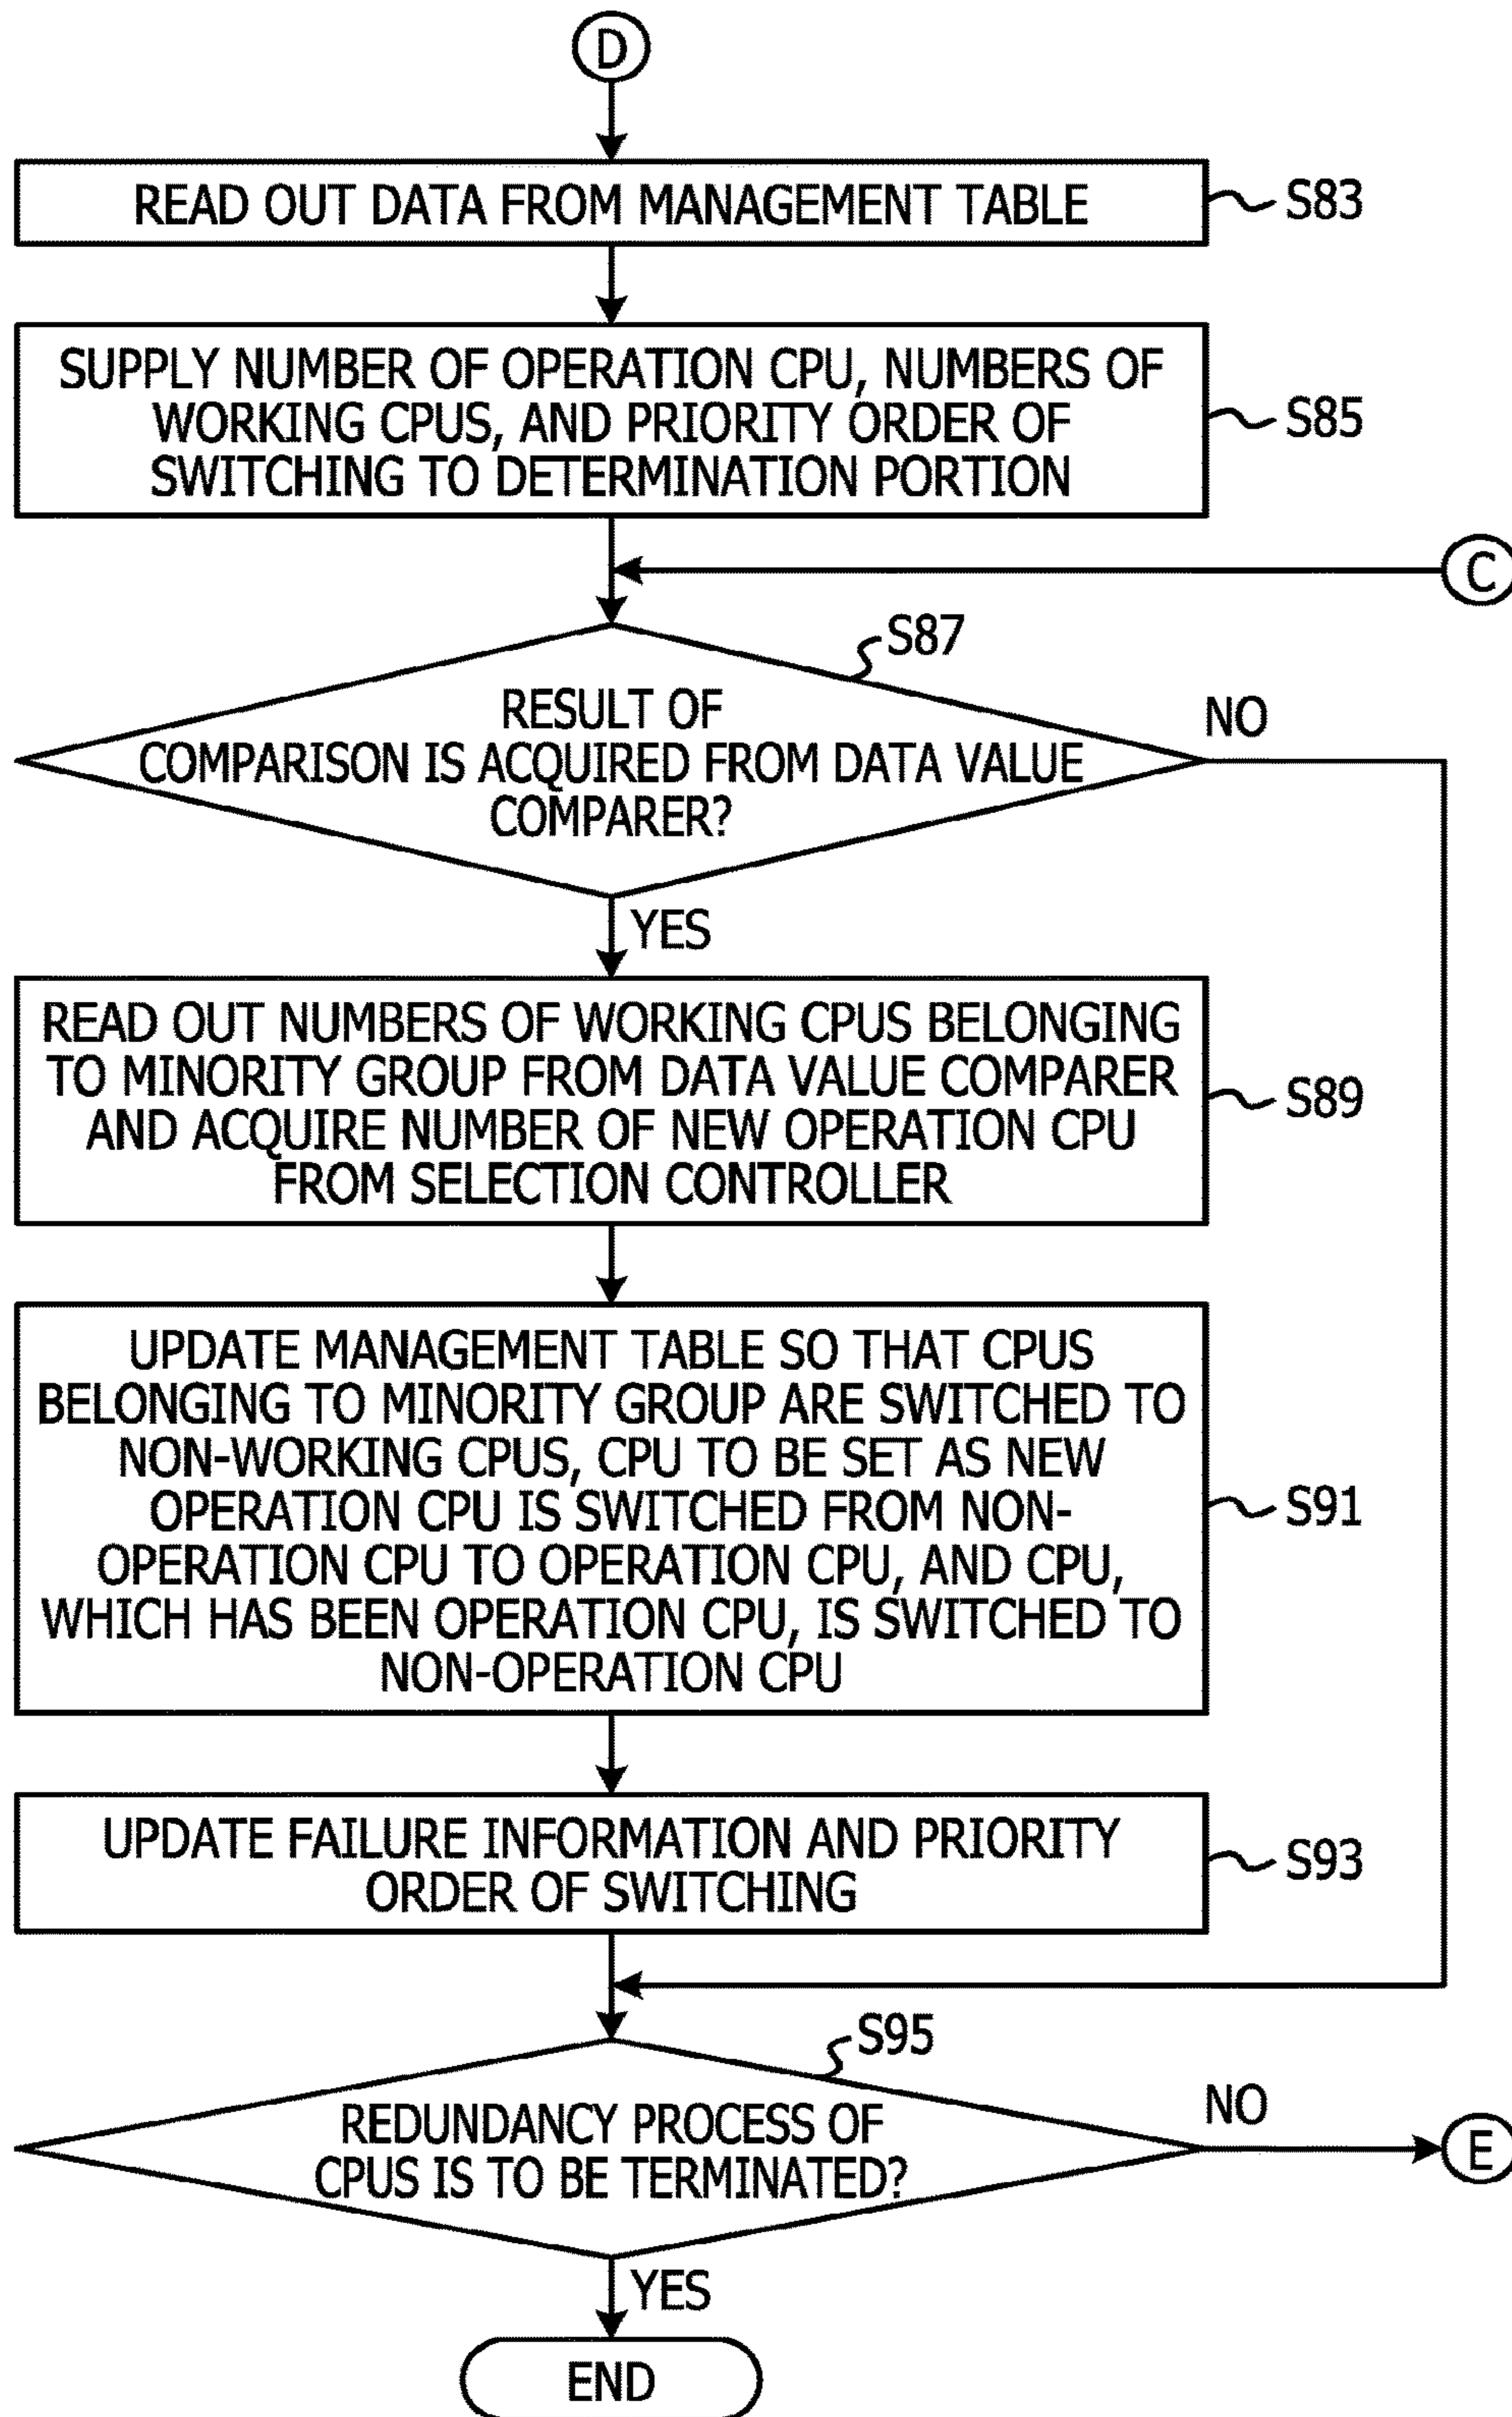 D
READ OUT DATA FROM MANAGEMENT TABLE
S83
SUPPLY NUMBER OF OPERATION CPU, NUMBERS OF
WORKING CPUS, AND PRIORITY ORDER OF
SWITCHING TO DETERMINATION PORTION
S85
C
S87
RESULT OF
COMPARISON IS ACQUIRED FROM DATA VALUE
COMPARER?
NO
YES
READ OUT NUMBERS OF WORKING CPUS BELONGING
TO MINORITY GROUP FROM DATA VALUE COMPARER
AND ACQUIRE NUMBER OF NEW OPERATION CPU
FROM SELECTION CONTROLLER
S89
UPDATE MANAGEMENT TABLE SO THAT CPUS
BELONGING TO MINORITY GROUP ARE SWITCHED TO
NON-WORKING CPUS, CPU TO BE SET AS NEW
OPERATION CPU IS SWITCHED FROM NON-
OPERATION CPU TO OPERATION CPU, AND CPU,
WHICH HAS BEEN OPERATION CPU, IS SWITCHED TO
NON-OPERATION CPU
S91
UPDATE FAILURE INFORMATION AND PRIORITY
ORDER OF SWITCHING
S93
S95
REDUNDANCY PROCESS OF
CPUS IS TO BE TERMINATED?
NO
E
YES
END